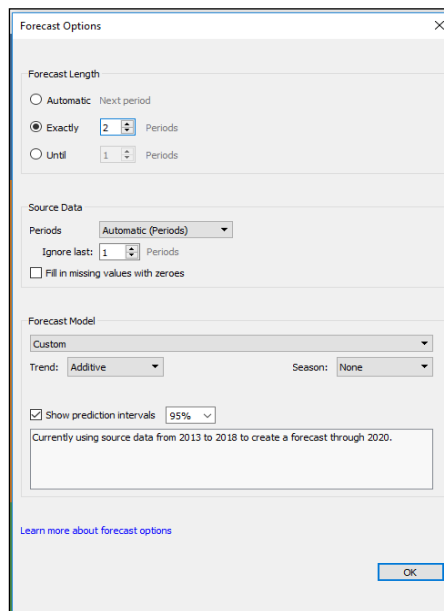 Forecast Options
Forecast Length
Automatic Next period
Exactly 2 Periods
Until 1 Periods
Source Data
Periods Automatic (Periods)
Ignore last: 1 Periods
Fill in missing values with zeroes
Forecast Model
Custom
Trend: Additive Season: None
Show prediction intervals 95%
Currently using source data from 2013 to 2018 to create a forecast through 2020.
Learn more about forecast options
OK